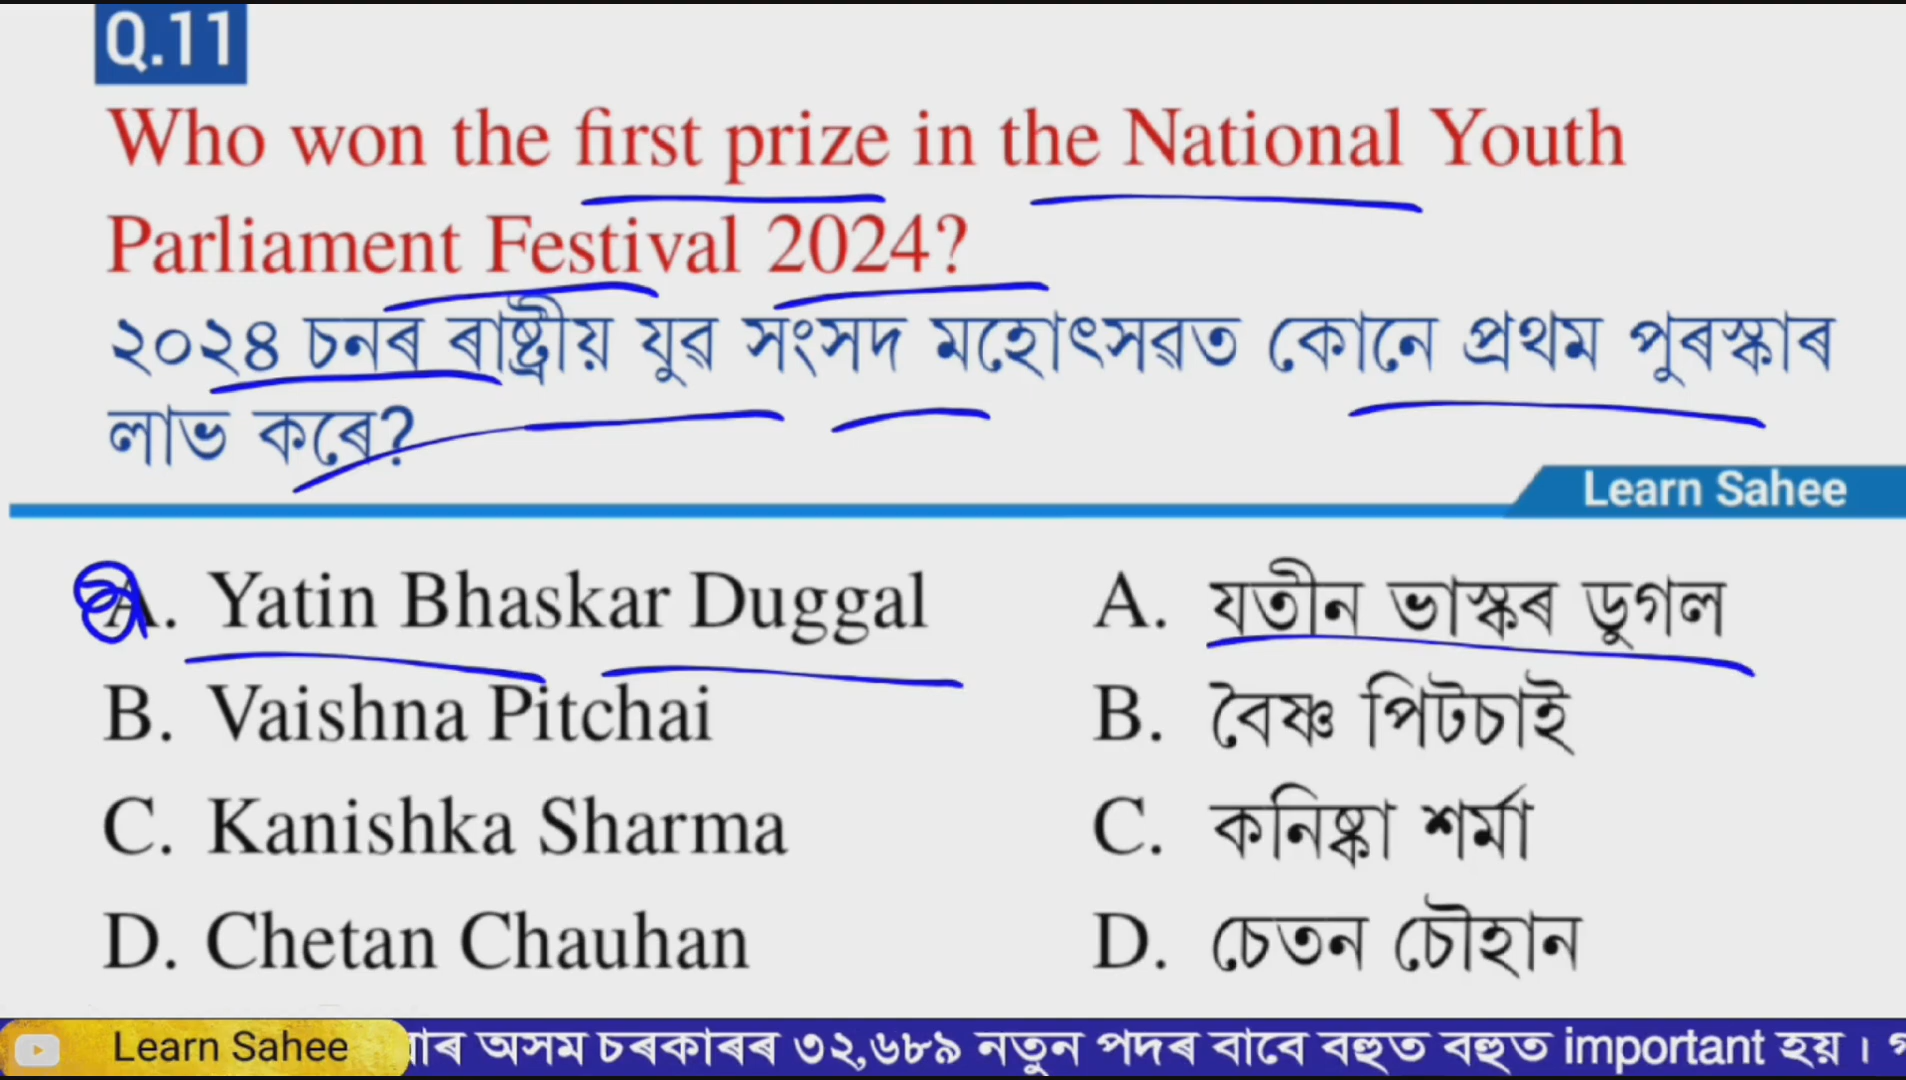 Q.11
Who won the first prize in the National Youth
Parliament Festival 2024?
২০২৪ চনৰ ৰাষ্ট্ৰীয় যুৱ সংসদ মহোৎসৱত কোনে প্ৰথম পুৰস্কাৰ
লাভ কৰে?
Learn Sahee
A. Yatin Bhaskar Duggal
B. Vaishna Pitchai
C. Kanishka Sharma
D. Chetan Chauhan
A. যতীন ভাস্কৰ ডুগল
B. বৈষ্ণ পিটচাই
C. কনিষ্কা শৰ্মা
D. চেতন চৌহান
Learn Sahee
অসম চৰকাৰৰ ৩২,৬৮৯ নতুন পদৰ বাবে বহুত বহুত important হয়।